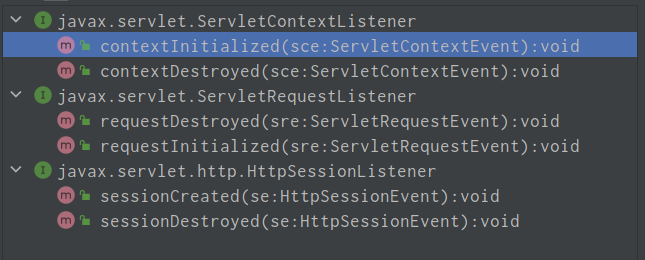 I javax.servlet.ServletContextListener
m contextInitialized(sce:ServletContextEvent):void
m contextDestroyed(sce:ServletContextEvent):void
I javax.servlet.ServletRequestListener
m requestDestroyed(sre:ServletRequestEvent):void
m requestInitialized(sre:ServletRequestEvent):void
I javax.servlet.http.HttpSessionListener
m sessionCreated(se:HttpSessionEvent):void
m sessionDestroyed(se:HttpSessionEvent):void